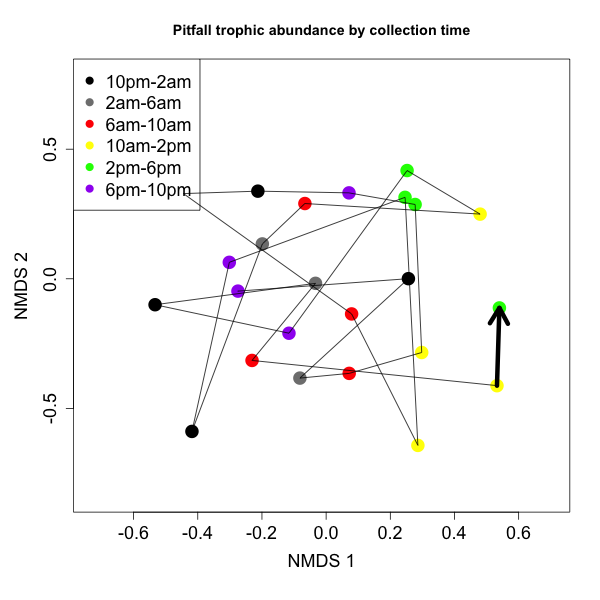 Pitfall trophic abundance by collection time
10pm-2am
2am-6am
6am-10am
10am-2pm
2pm-6pm
6pm-10pm
0.5
0.0
-0.5
NMDS 2
-0.6 -0.4 -0.2 0.0 0.2 0.4 0.6
NMDS 1